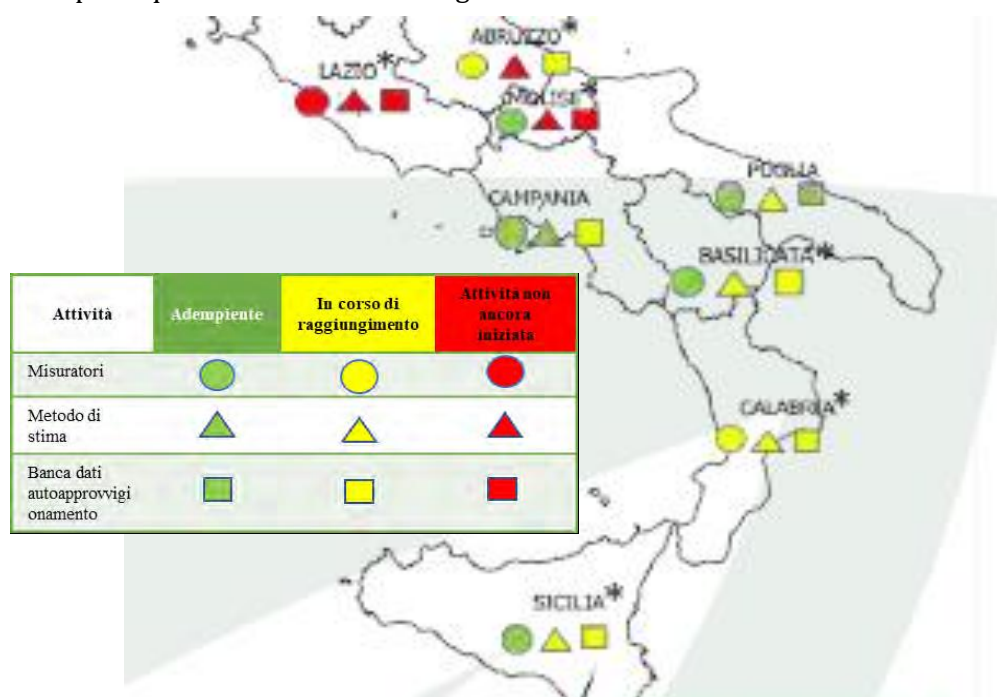 ABRUZZO*
LAZIO*
MOLISE*
PUGLIA
CAMPANIA
BASILICATA*
Attività
Adempiente
In corso di
raggiungimento
Attività non
ancora
iniziata
Misuratori
Metodo di
stima
Banca dati
autoapprovvigi
onamento
CALABRIA*
SICILIA*